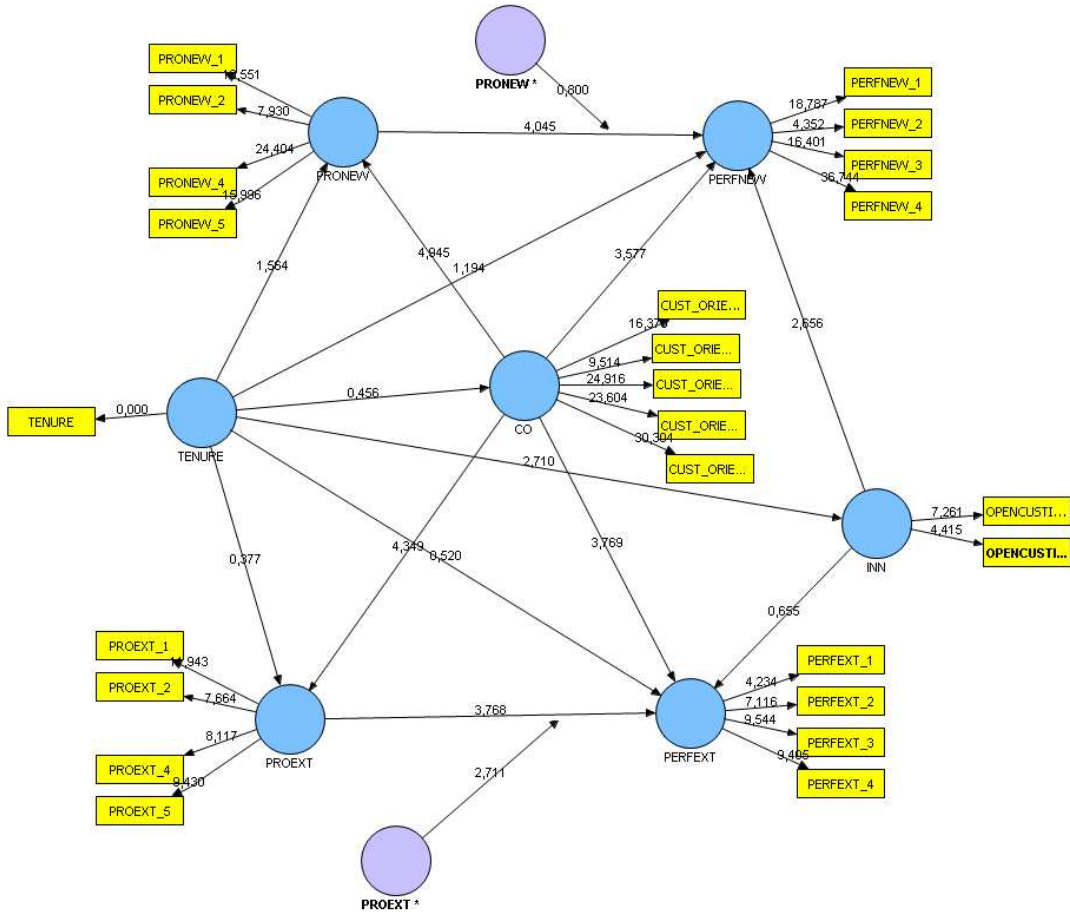 PRONEW_1
PRONEW_2
7,930
24,404
PRONEW_4
15,996
PRONEW_5
PRONEW
PRONEW *
0,800
4,045
PERFNEW
18,787
PERFNEW_1
4,352
PERFNEW_2
16,401
PERFNEW_3
36,744
PERFNEW_4
1,564
4,945
1,194
3,577
2,656
CUST_ORIE...
9,514
CUST_ORIE...
24,916
CUST_ORIE...
23,604
CUST_ORIE...
30,304
CUST_ORIE...
CO
TENURE
0,000
TENURE
0,456
2,710
INN
7,261
OPENCUSTI...
4,415
OPENCUSTI...
0,377
4,349
0,520
3,769
0,655
PROEXT_1
PROEXT_2
7,664
8,117
PROEXT_4
9,430
PROEXT_5
PROEXT
3,768
2,711
PERFEXT
4,234
PERFEXT_1
7,116
PERFEXT_2
9,544
PERFEXT_3
9,495
PERFEXT_4
PROEXT *